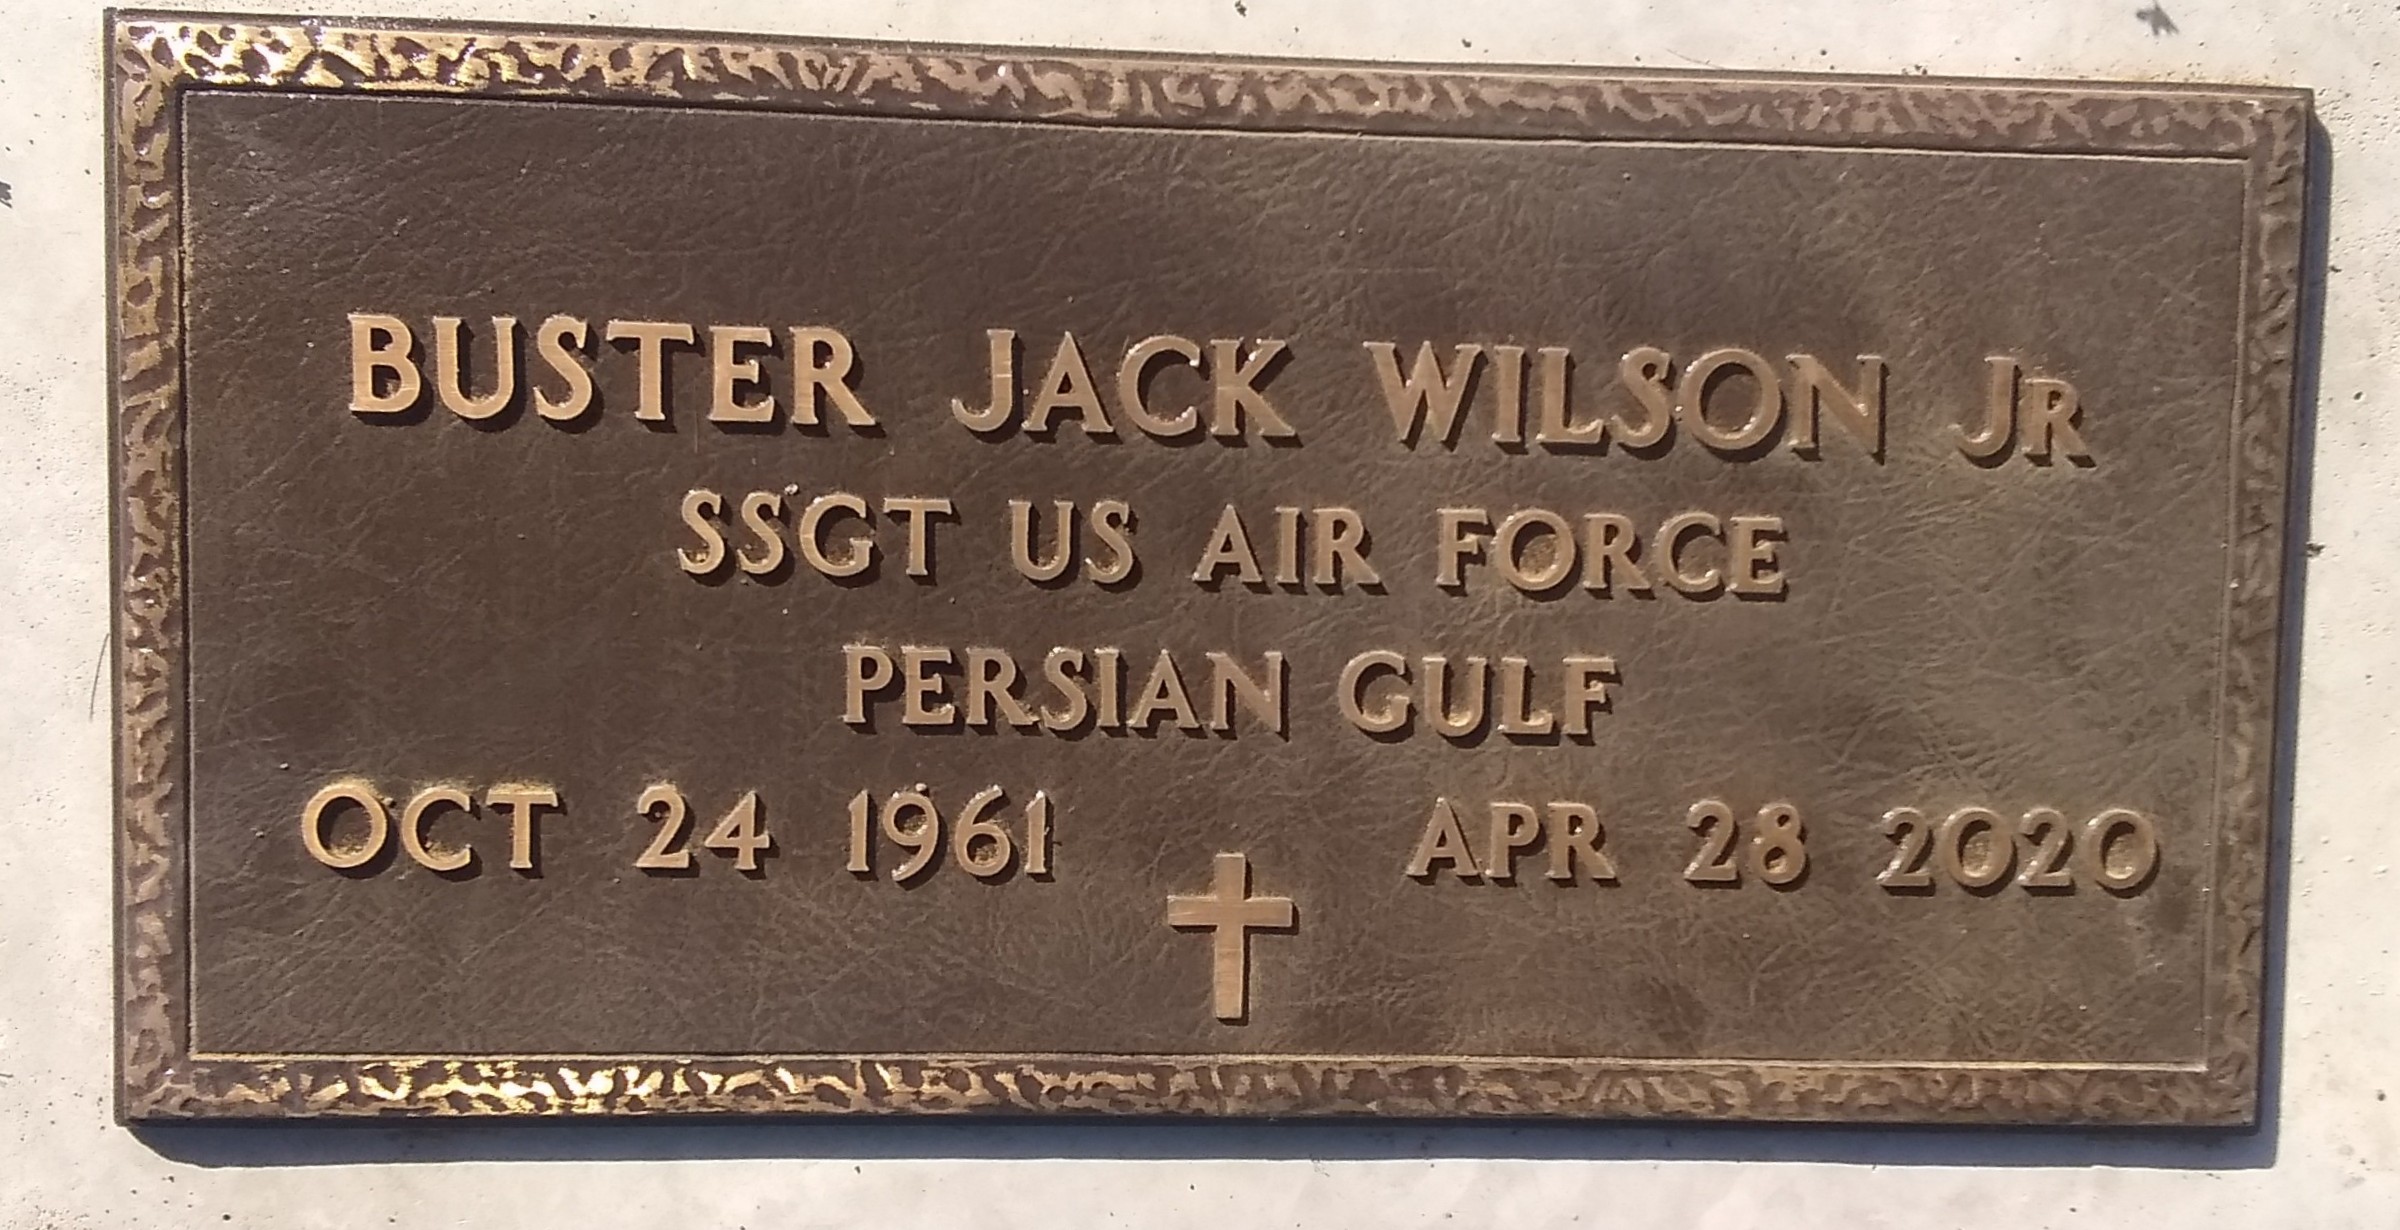 BUSTER JACK WILSON JR
SSGT US AIR FORCE
PERSIAN GULF
OCT 24 1961 APR 28 2020